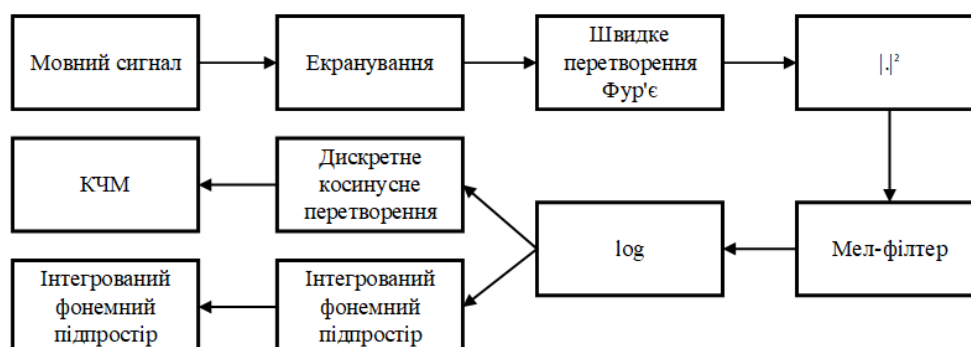 Мовний сигнал
Екранування
Швидке
перетворення
Фур'є
|.|²
КЧМ
Дискретне
косинусне
перетворення
log
Мел-філтер
Інтегрований
фонемний
підпростір
Інтегрований
фонемний
підпростір